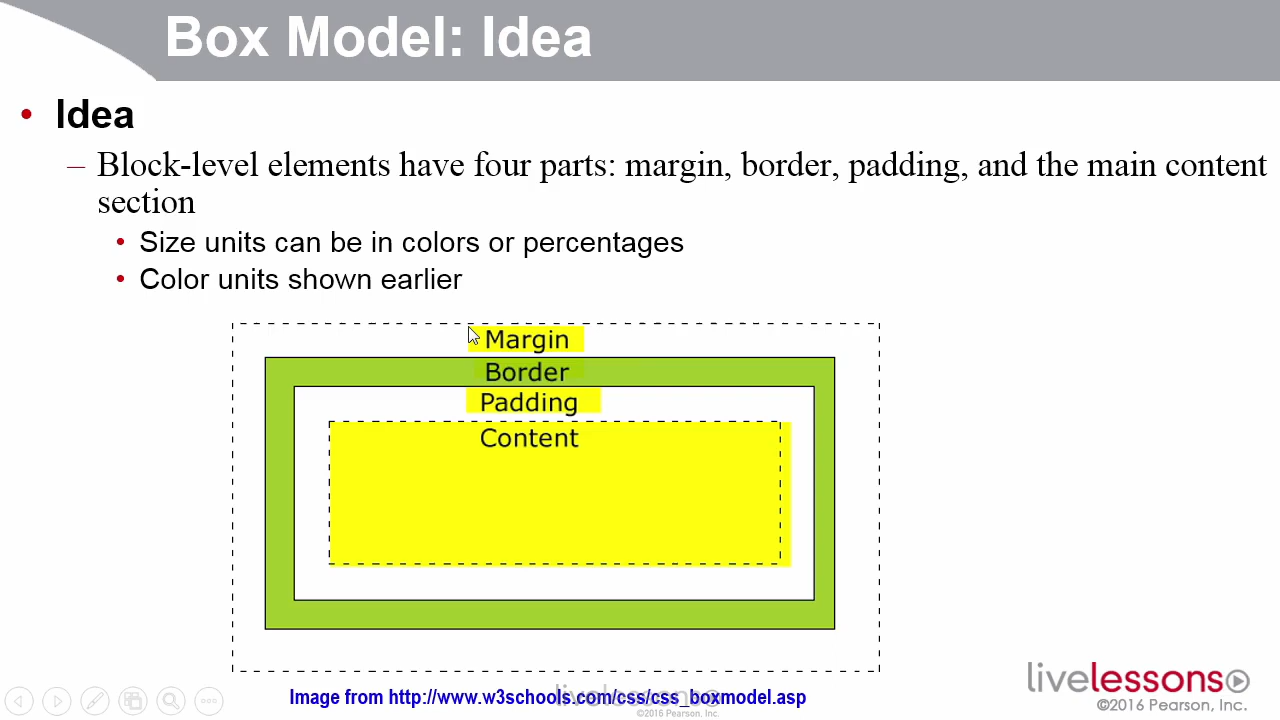 Box Model: Idea
• Idea
– Block-level elements have four parts: margin, border, padding, and the main content
section
• Size units can be in colors or percentages
• Color units shown earlier
Margin
Border
Padding
Content
Image from http://www.w3schools.com/css/css_boxmodel.asp
livelessons
©2016 Pearson, Inc.
livelessons
©2016 Pearson, Inc.